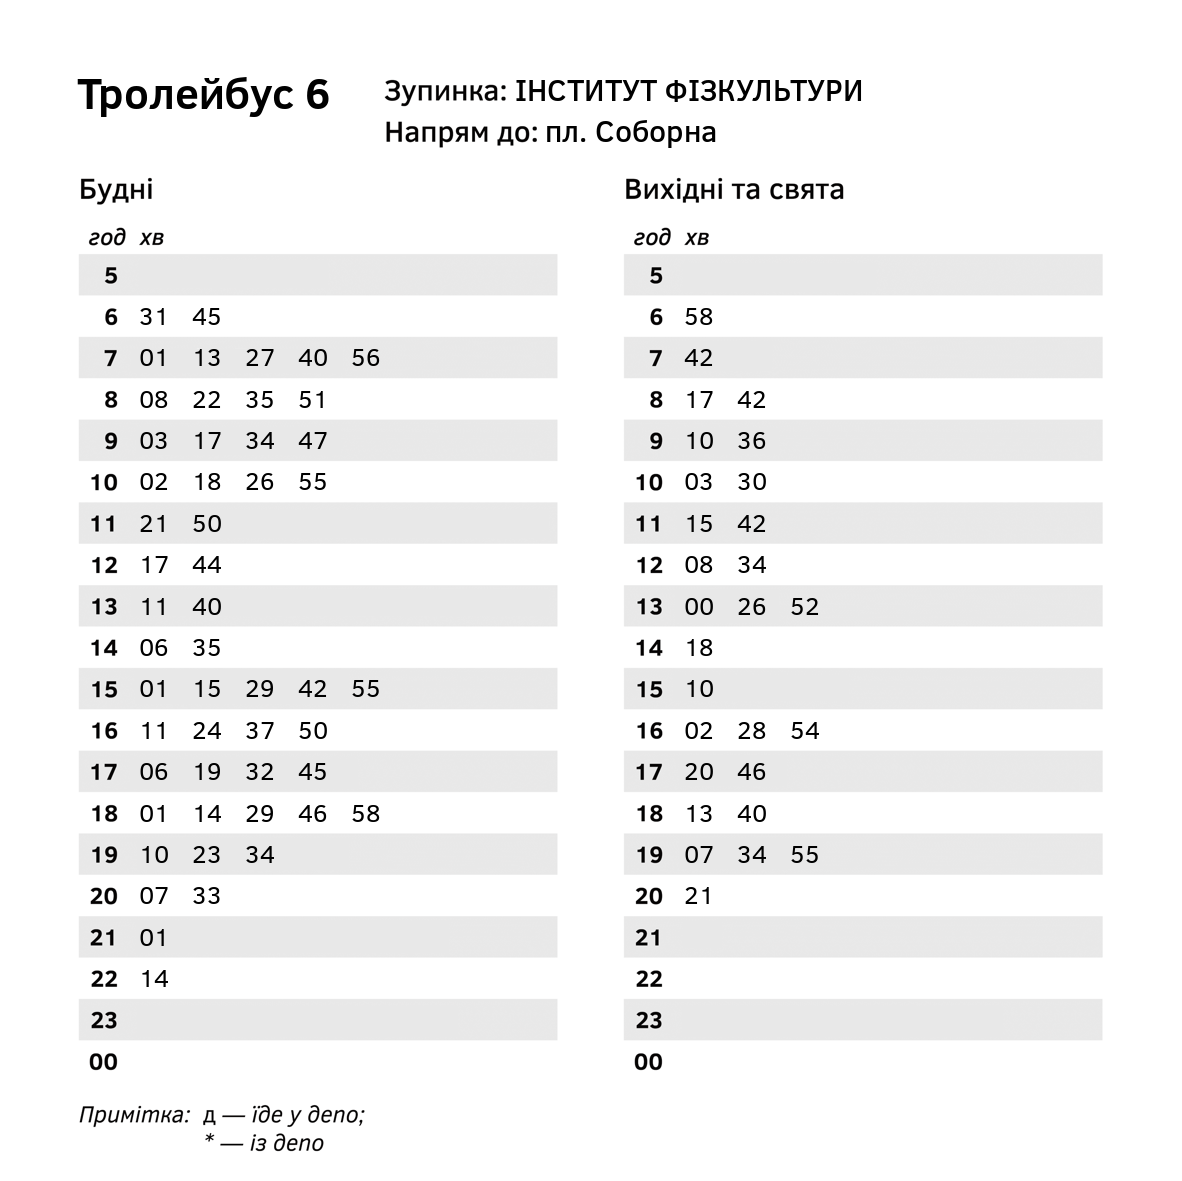 Тролейбус 6
Зупинка: ІНСТИТУТ ФІЗКУЛЬТУРИ
Напрям до: пл. Соборна
Будні
год хв
5
6 31 45
7 01 13 27 40 56
8 08 22 35 51
9 03 17 34 47
10 02 18 26 55
11 21 50
12 17 44
13 11 40
14 06 35
15 01 15 29 42 55
16 11 24 37 50
17 06 19 32 45
18 01 14 29 46 58
19 10 23 34
20 07 33
21 01
22 14
23
00
Вихідні та свята
год хв
5
6 58
7 42
8 17 42
9 10 36
10 03 30
11 15 42
12 08 34
13 00 26 52
14 18
15 10
16 02 28 54
17 20 46
18 13 40
19 07 34 55
20 21
21
22
23
00
Примітка: д — їде у депо;
* — із депо